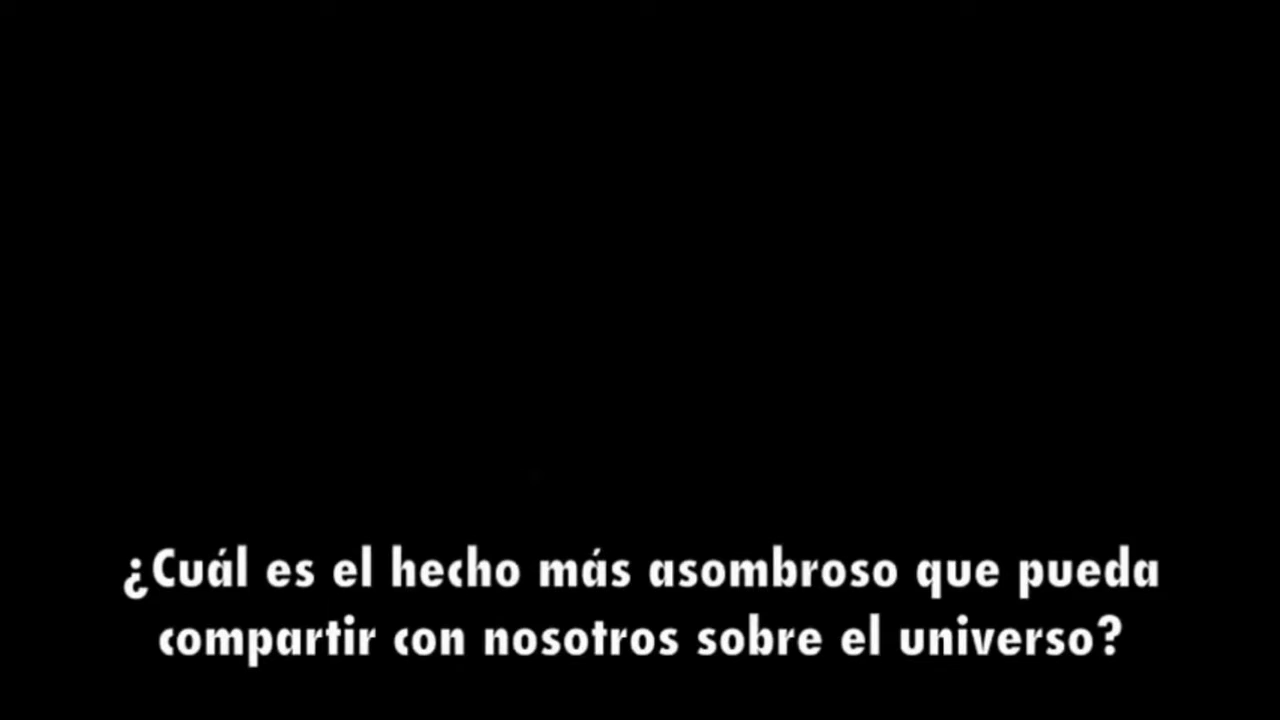 ¿Cuál es el hecho más asombroso que pueda
compartir con nosotros sobre el universo?